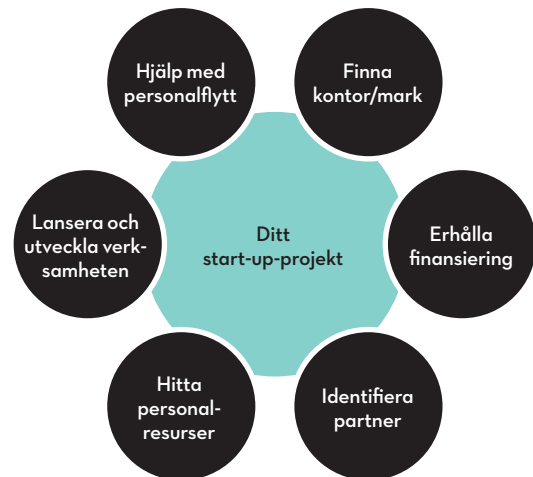 Hjälp med
personalflytt
Finna
kontor/mark
Lansera och
utveckla verk-
samheten
Ditt
start-up-projekt
Erhålla
finansiering
Hitta
personal-
resurser
Identifiera
partner